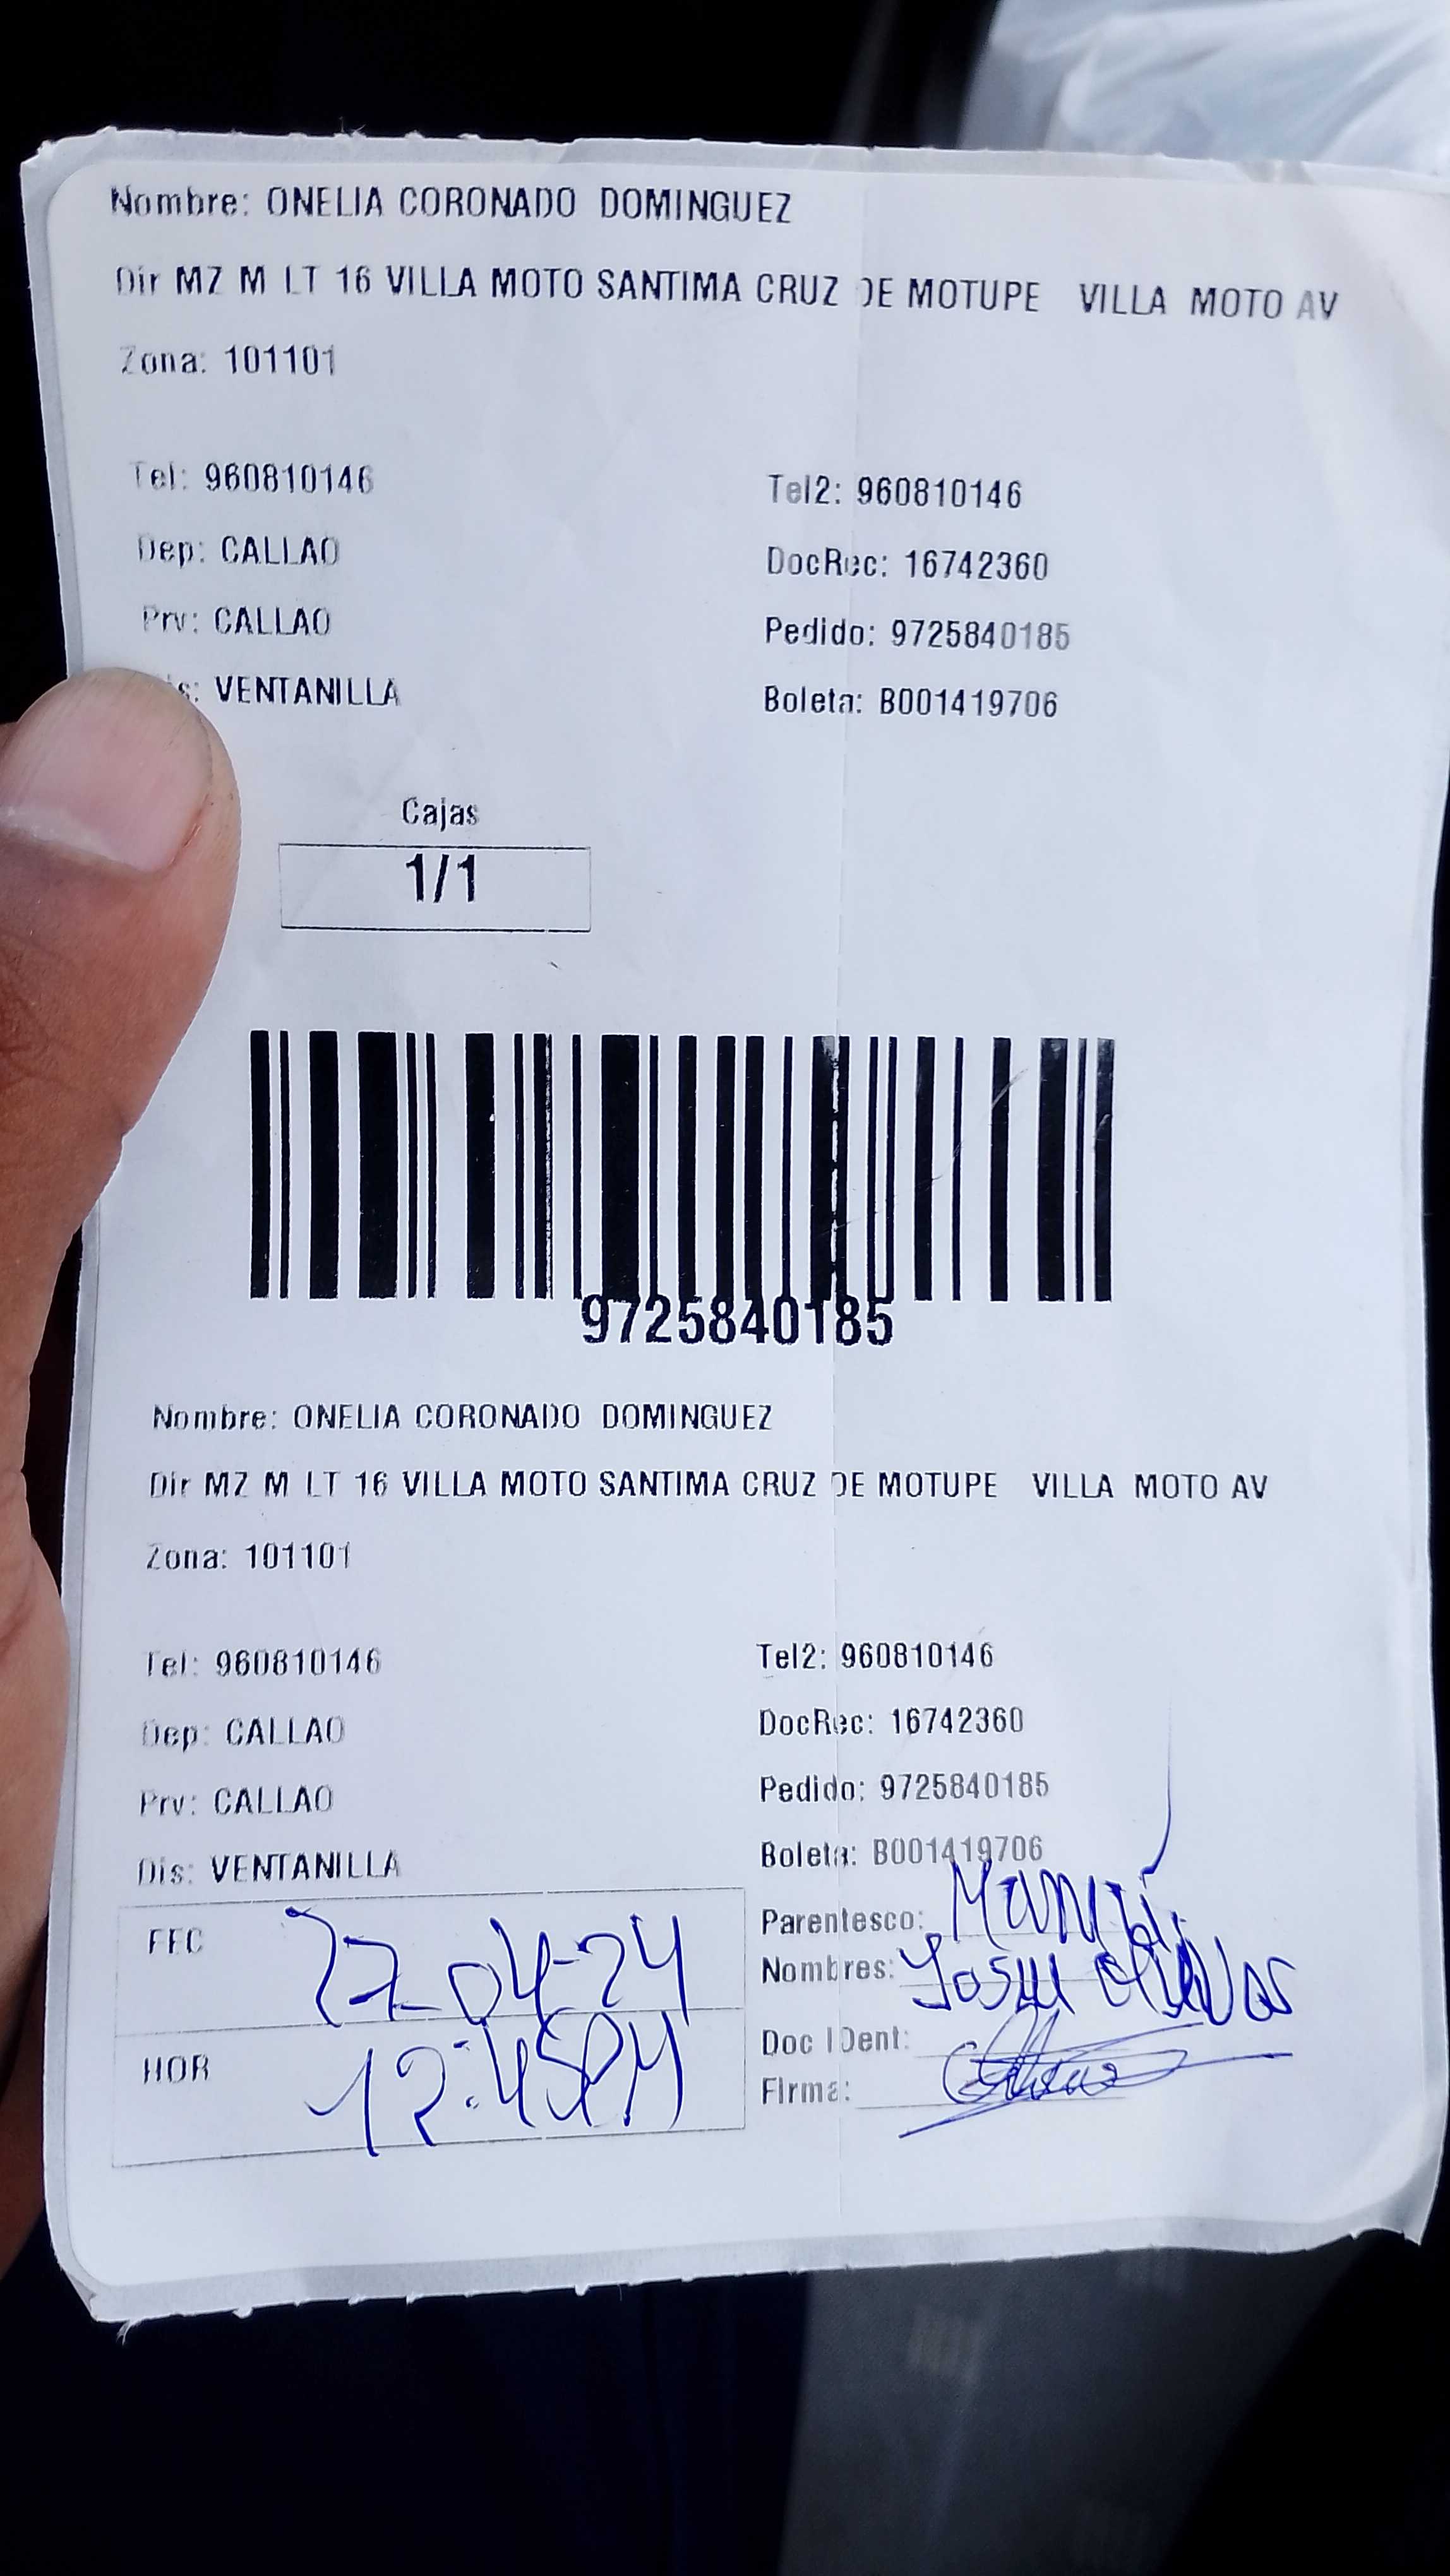 Nombre: ONELIA CORONADO DOMINGUEZ
Dir MZ M LT 16 VILLA MOTO SANTIMA CRUZ DE MOTUPE VILLA MOTO AV
Zona: 101101
Tel: 960810146 Tel2: 960810146
Dep: CALLAO DocRec: 16742360
Prv: CALLAO Pedido: 9725840185
s: VENTANILLA Boleta: B001419706
Cajas
1/1
9725840185
Nombre: ONELIA CORONADO DOMINGUEZ
Dir MZ M LT 16 VILLA MOTO SANTIMA CRUZ DE MOTUPE VILLA MOTO AV
Zona: 101101
Tel: 960810146 Tel2: 960810146
Dep: CALLAO DocRec: 16742360
Prv: CALLAO Pedido: 9725840185
Dis: VENTANILLA Boleta: B001419706
FEC 27-04-24 Parentesco:
Nombres:
HOR 12:45PM Doc IDent:
Firma: